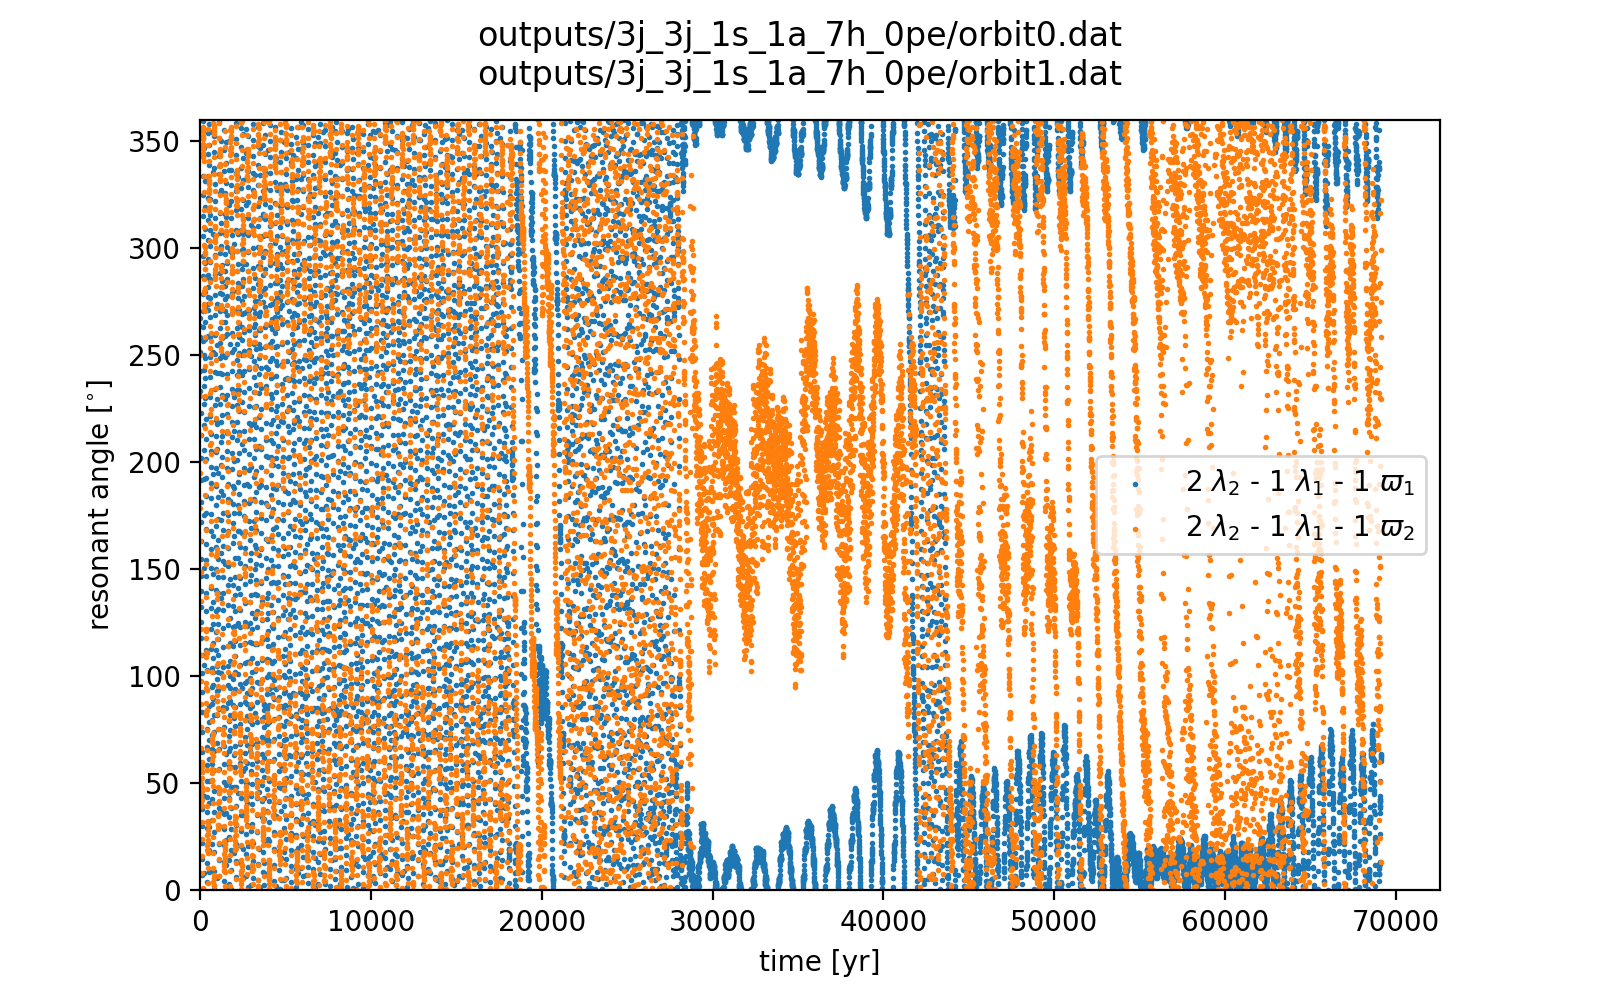 outputs/3j_3j_1s_1a_7h_0pe/orbit0.dat
outputs/3j_3j_1s_1a_7h_0pe/orbit1.dat
350
300
250
200
150
100
50
0
resonant angle [°]
2 λ₂ - 1 λ₁ - 1 ϖ₁
2 λ₂ - 1 λ₁ - 1 ϖ₂
0 10000 20000 30000 40000 50000 60000 70000
time [yr]